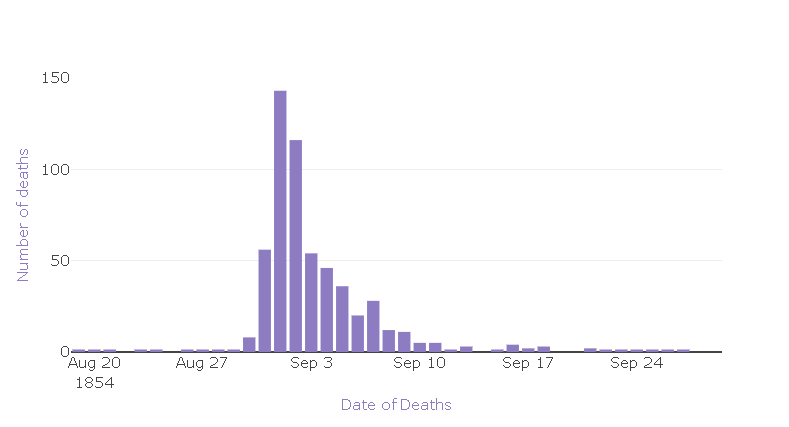 150
100
50
0
Number of deaths
Aug 20 Aug 27 Sep 3 Sep 10 Sep 17 Sep 24
1854
Date of Deaths